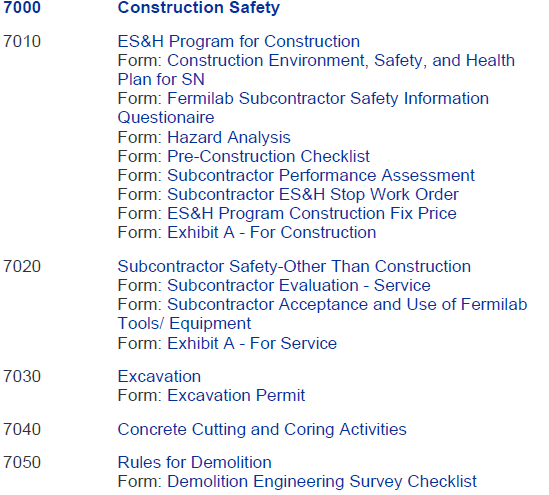 7000 Construction Safety
7010 ES&H Program for Construction
Form: Construction Environment, Safety, and Health
Plan for SN
Form: Fermilab Subcontractor Safety Information
Questionaire
Form: Hazard Analysis
Form: Pre-Construction Checklist
Form: Subcontractor Performance Assessment
Form: Subcontractor ES&H Stop Work Order
Form: ES&H Program Construction Fix Price
Form: Exhibit A - For Construction
7020 Subcontractor Safety-Other Than Construction
Form: Subcontractor Evaluation - Service
Form: Subcontractor Acceptance and Use of Fermilab
Tools/ Equipment
Form: Exhibit A - For Service
7030 Excavation
Form: Excavation Permit
7040 Concrete Cutting and Coring Activities
7050 Rules for Demolition
Form: Demolition Engineering Survey Checklist